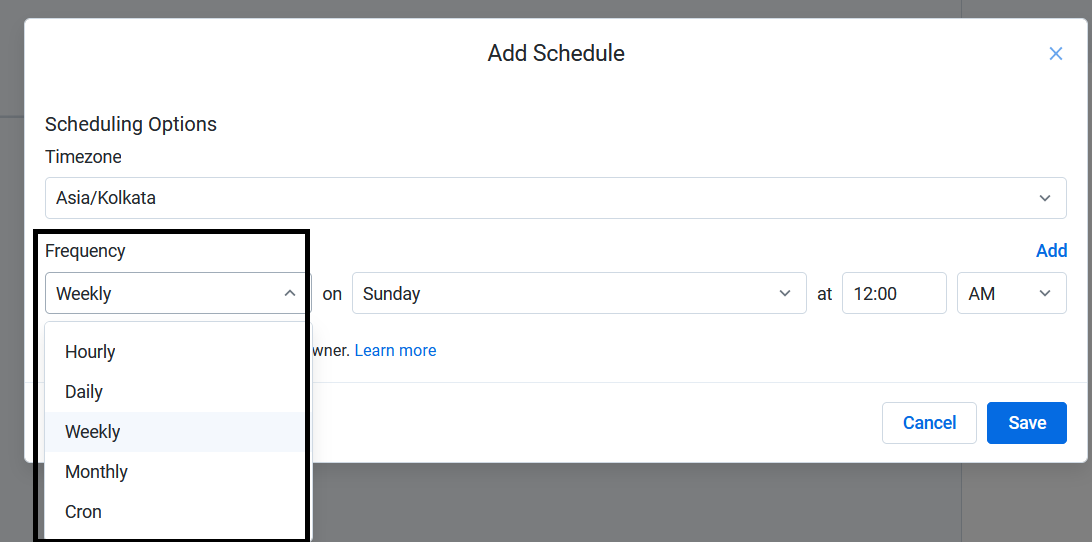 Add Schedule
Scheduling Options
Timezone
Asia/Kolkata
Frequency Add
Weekly on Sunday at 12:00 AM
Hourly
wner. Learn more
Daily
Weekly
Cancel Save
Monthly
Cron